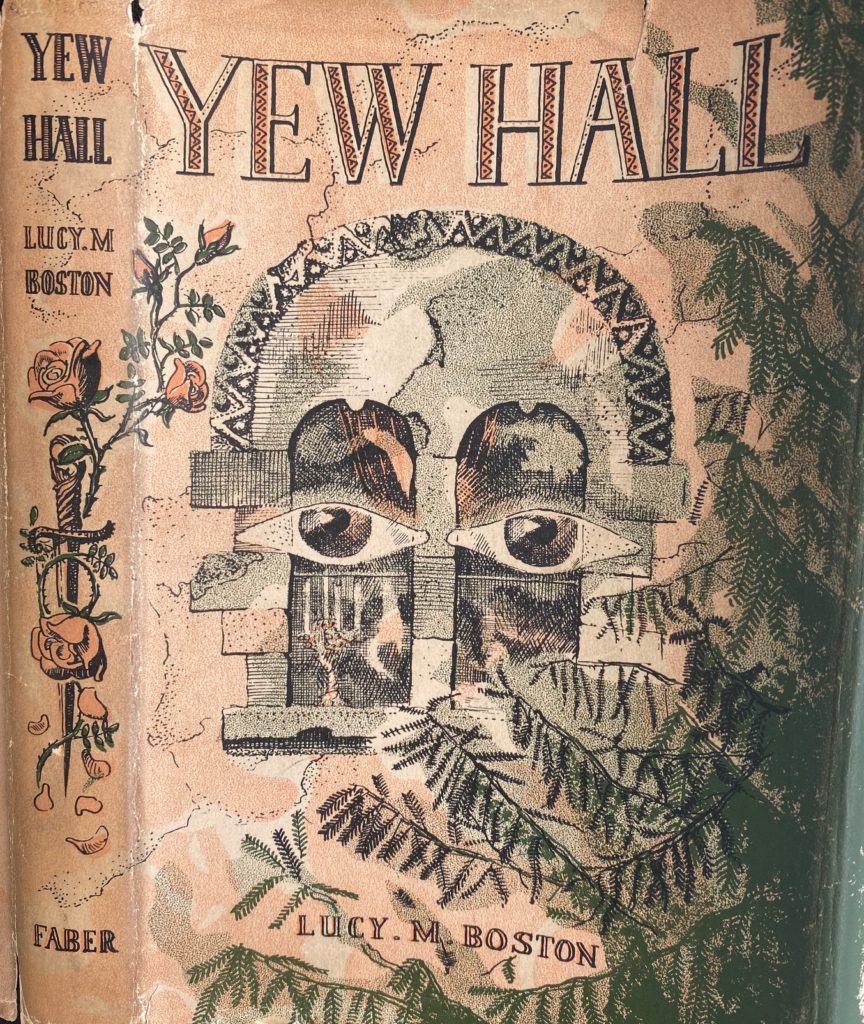 YEW
HALL
LUCY. M
BOSTON
FABER
YEW HALL
LUCY. M. BOSTON